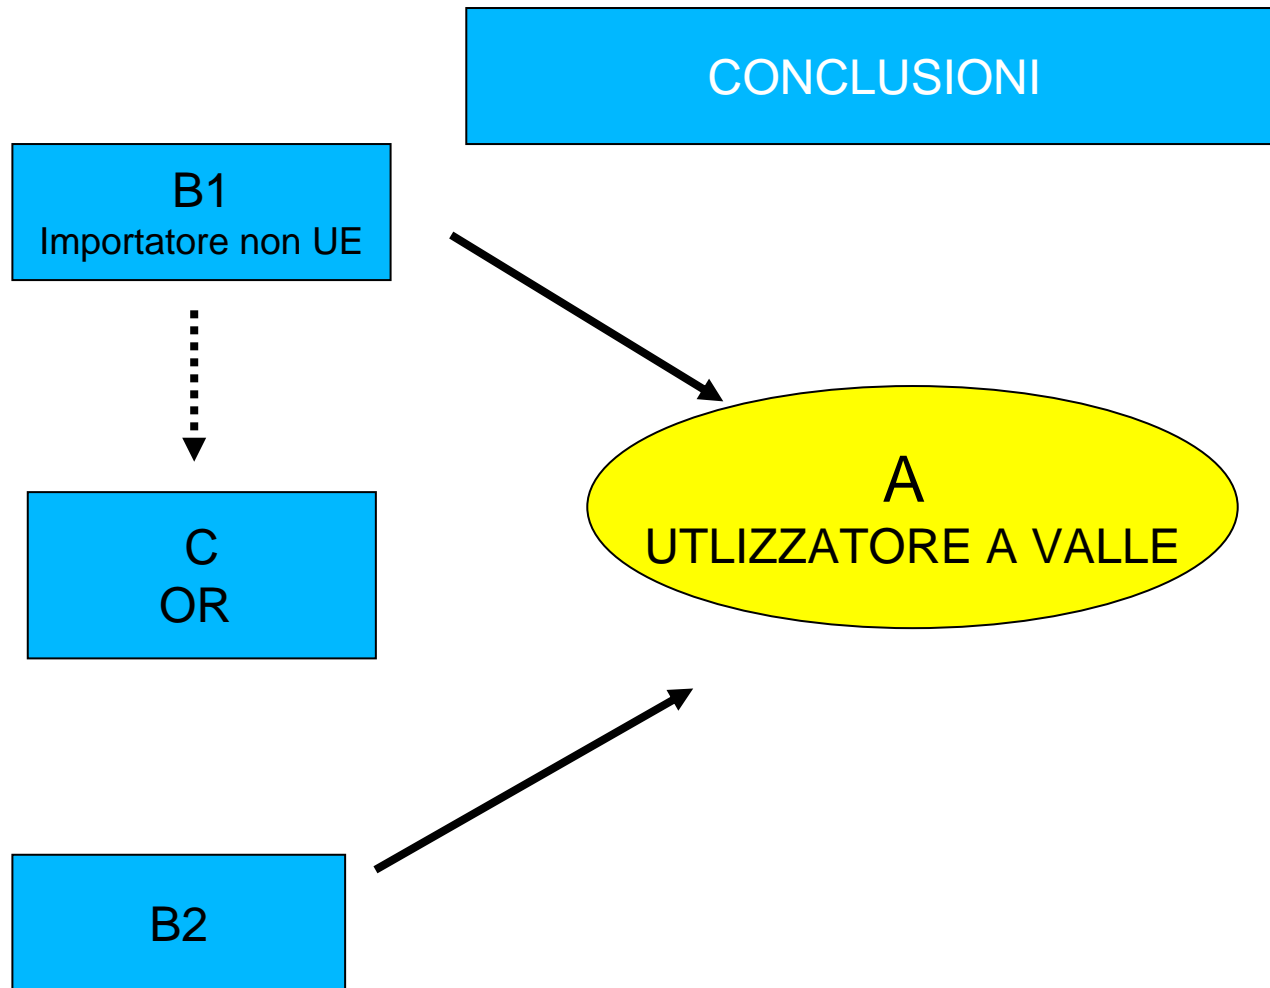 CONCLUSIONI
B1
Importatore non UE
C
OR
A
UTLIZZATORE A VALLE
B2